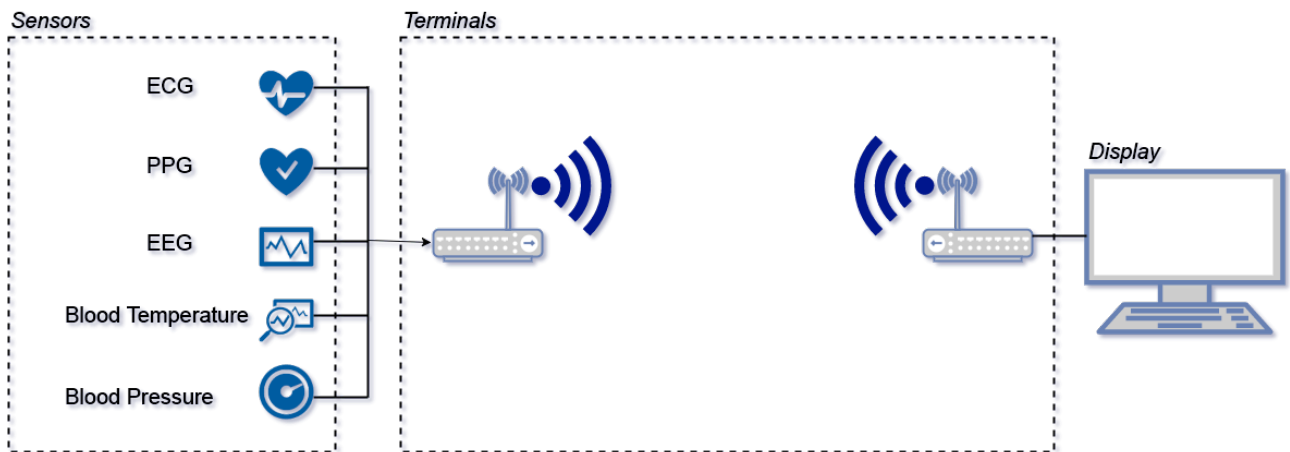 Sensors
Terminals
ECG
PPG
Display
EEG
Blood Temperature
Blood Pressure